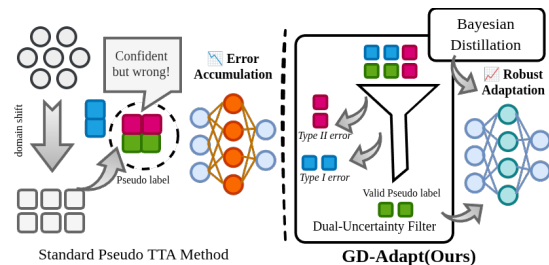 Confident
but wrong!
Error
Accumulation
domain shift
Pseudo label
Standard Pseudo TTA Method
Bayesian
Distillation
Robust
Adaptation
Type II error
Type I error
Valid Pseudo label
Dual-Uncertainty Filter
GD-Adapt(Ours)